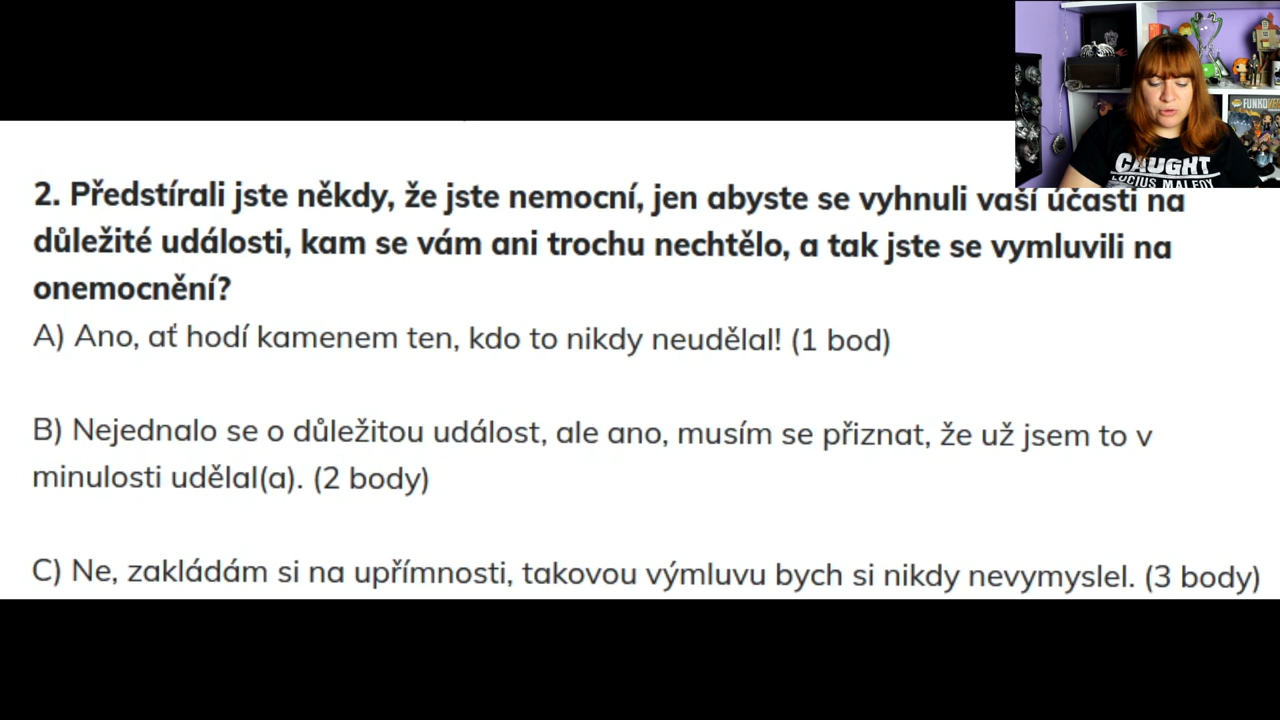 FUNKO
CAUGHT
LUCIUS MALFOY
2. Předstírali jste někdy, že jste nemocní, jen abyste se vyhnuli vaší účasti na
důležité události, kam se vám ani trochu nechtělo, a tak jste se vymluvili na
onemocnění?
A) Ano, ať hodí kamenem ten, kdo to nikdy neudělal! (1 bod)
B) Nejednalo se o důležitou událost, ale ano, musím se přiznat, že už jsem to v
minulosti udělal(a). (2 body)
C) Ne, zakládám si na upřímnosti, takovou výmluvu bych si nikdy nevymyslel. (3 body)